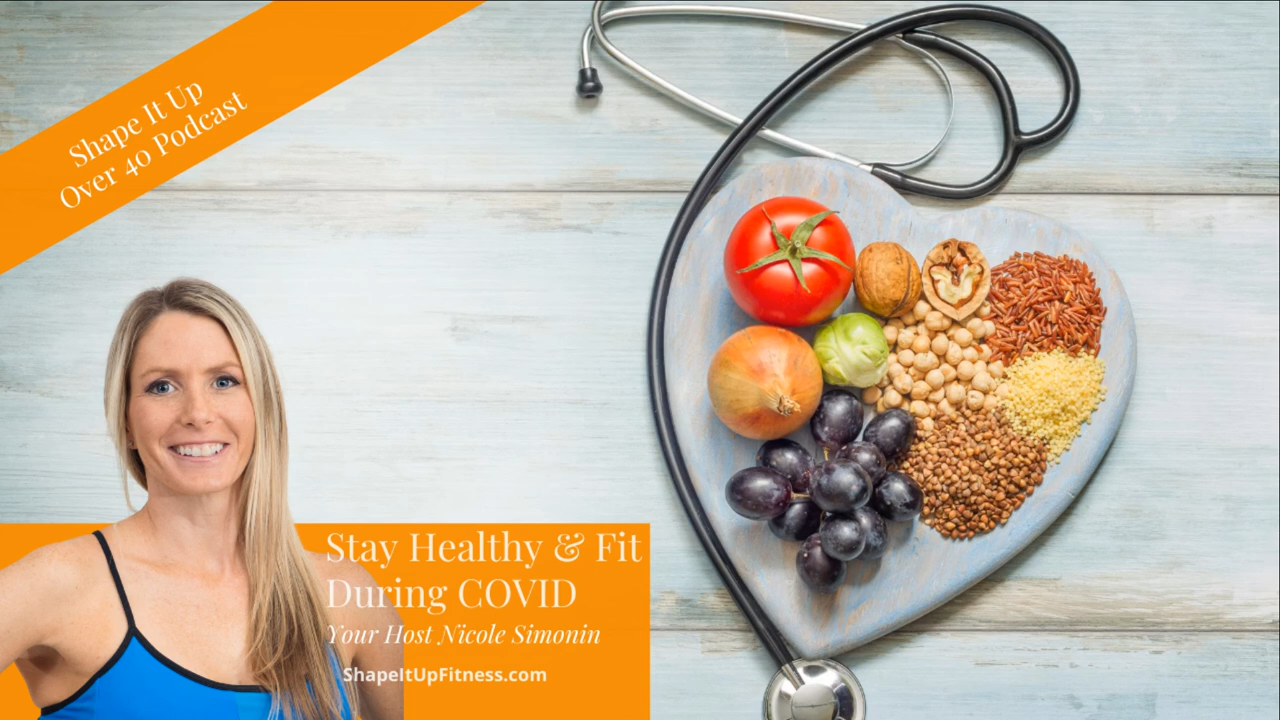 Shape It Up
Over 40 Podcast
Stay Healthy & Fit
During COVID
Your Host Nicole Simonin
ShapeItUpFitness.com